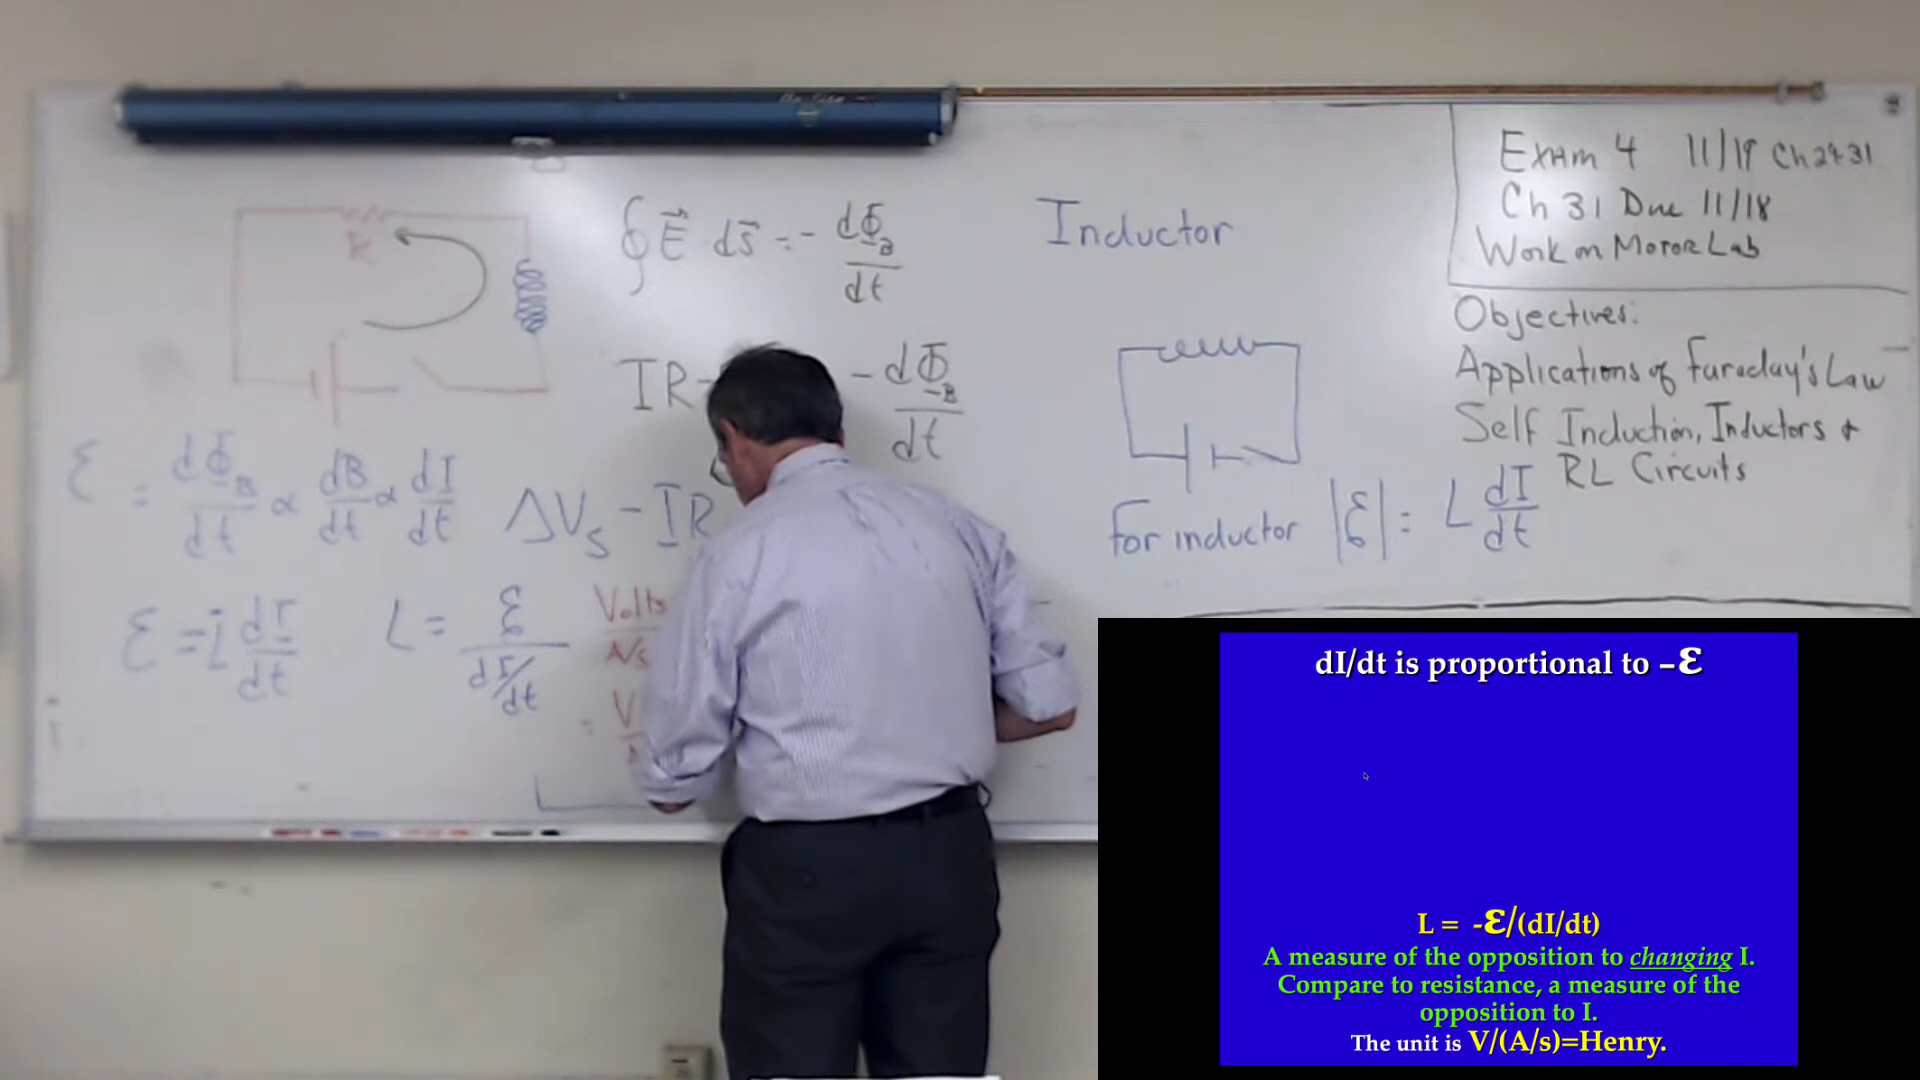 ∮ E⃗ ds⃗ = - dΦB/dt
R
IR - - dΦB/dt
ε = dΦB/dt ∝ dB/dt ∝ dI/dt
ΔVs - IR
ε = L dI/dt
L = ε/dI/dt
Volts
A/s
= V
Inductor
For inductor |ε| = L dI/dt
Exam 4 11/19 Ch 29-31
Ch 31 Due 11/18
Work on Motor Lab
Objectives:
Applications of Faraday's Law
Self Induction, Inductors &
RL Circuits
dI/dt is proportional to –ε
L = -ε/(dI/dt)
A measure of the opposition to changing I.
Compare to resistance, a measure of the
opposition to I.
The unit is V/(A/s)=Henry.